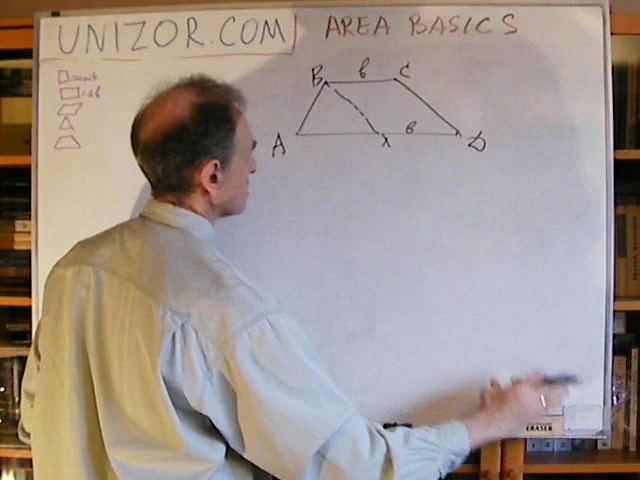 UNIZOR.COM
AREA BASICS
B b C
A X b D
ERASER